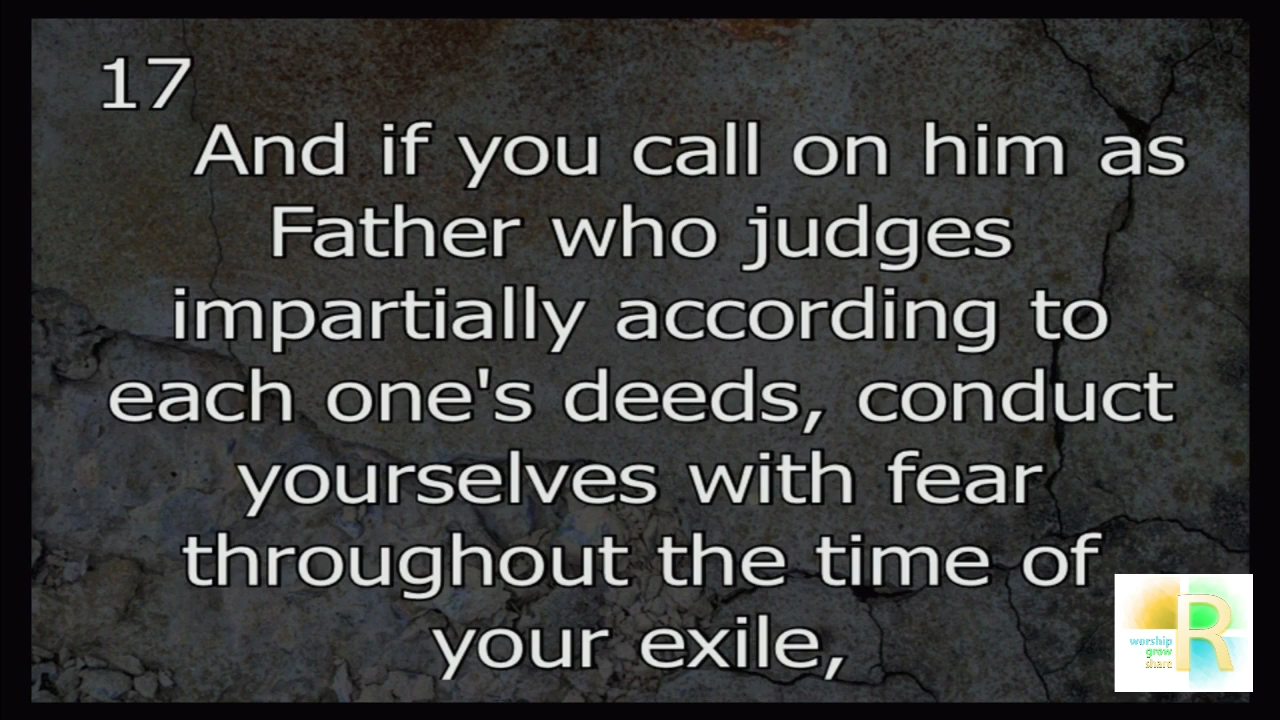 17
And if you call on him as
Father who judges
impartially according to
each one's deeds, conduct
yourselves with fear
throughout the time of
your exile,
R
worship
grow
share